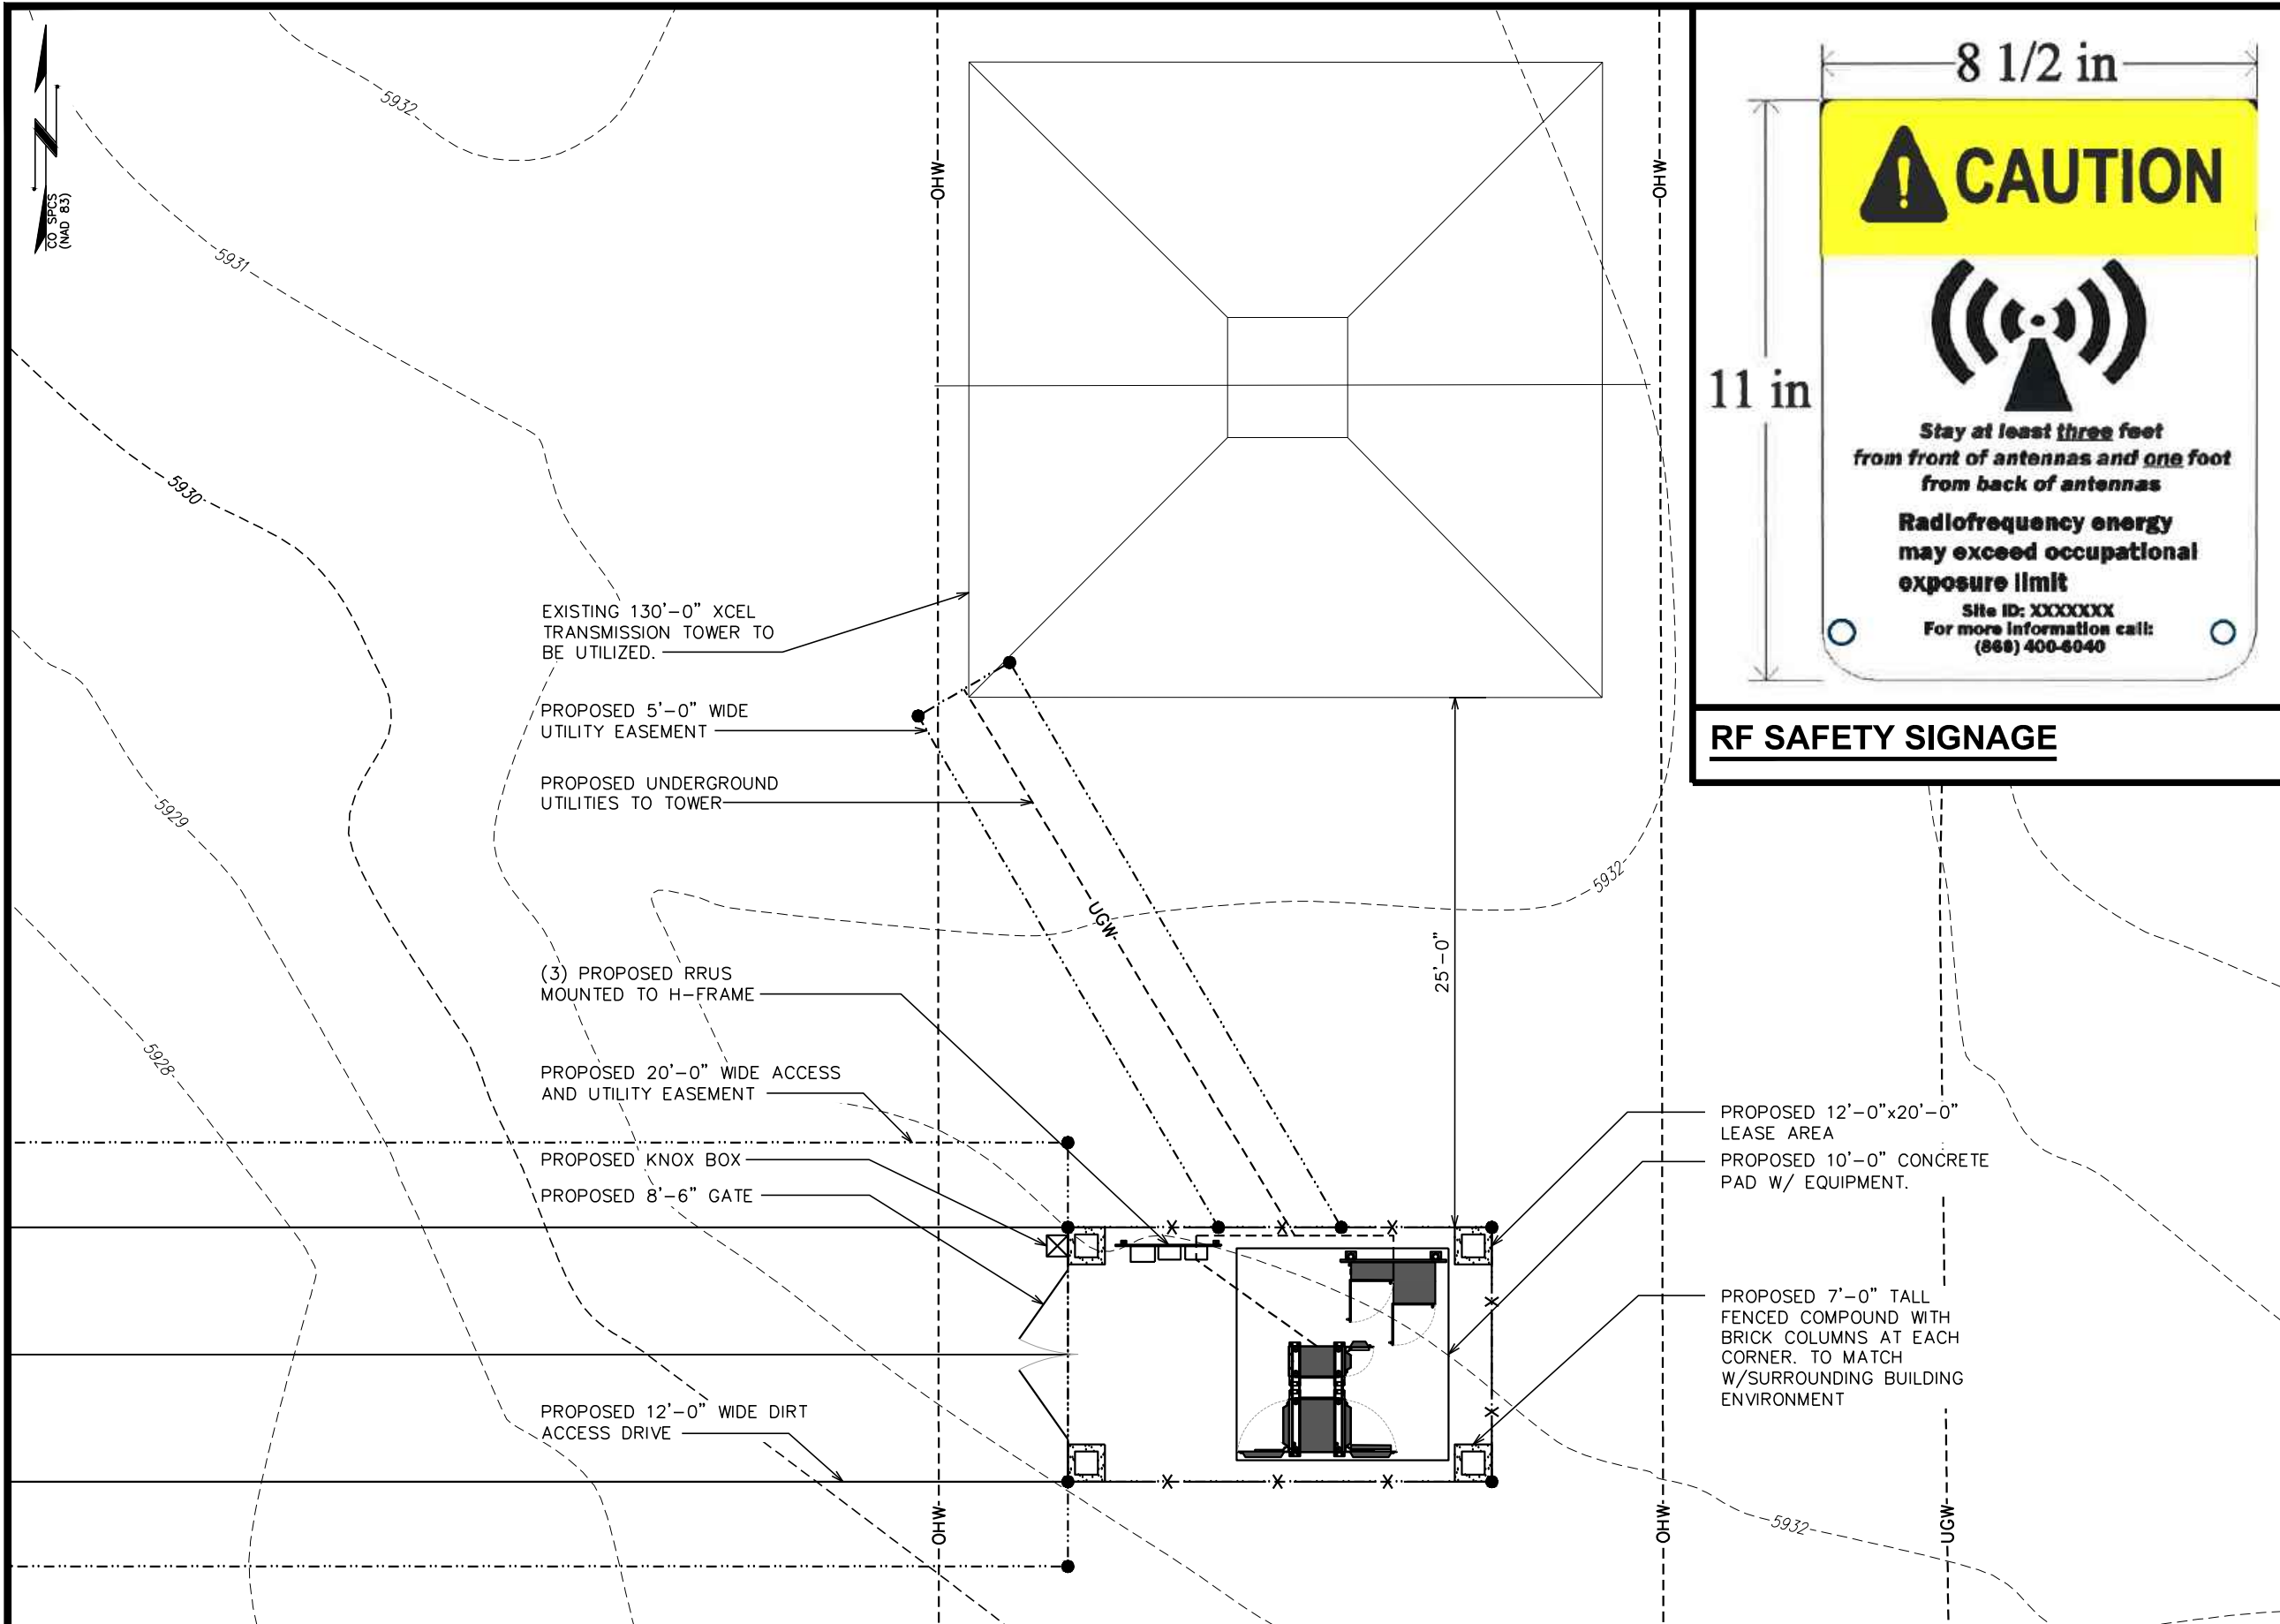 CO SPCS
(NAD 83)
5932
5931
5930
5929
5928
OHW
OHW
EXISTING 130'-0" XCEL
TRANSMISSION TOWER TO
BE UTILIZED.
PROPOSED 5'-0" WIDE
UTILITY EASEMENT
PROPOSED UNDERGROUND
UTILITIES TO TOWER
UGW
5932
25'-0"
(3) PROPOSED RRUS
MOUNTED TO H-FRAME
PROPOSED 20'-0" WIDE ACCESS
AND UTILITY EASEMENT
PROPOSED KNOX BOX
PROPOSED 8'-6" GATE
PROPOSED 12'-0" WIDE DIRT
ACCESS DRIVE
OHW
OHW
UGW
5932
PROPOSED 12'-0"x20'-0"
LEASE AREA
PROPOSED 10'-0" CONCRETE
PAD W/ EQUIPMENT.
PROPOSED 7'-0" TALL
FENCED COMPOUND WITH
BRICK COLUMNS AT EACH
CORNER. TO MATCH
W/SURROUNDING BUILDING
ENVIRONMENT
8 1/2 in
11 in
CAUTION
Stay at least three feet
from front of antennas and one foot
from back of antennas
Radiofrequency energy
may exceed occupational
exposure limit
Site ID: XXXXXXX
For more information call:
400-6040
RF SAFETY SIGNAGE